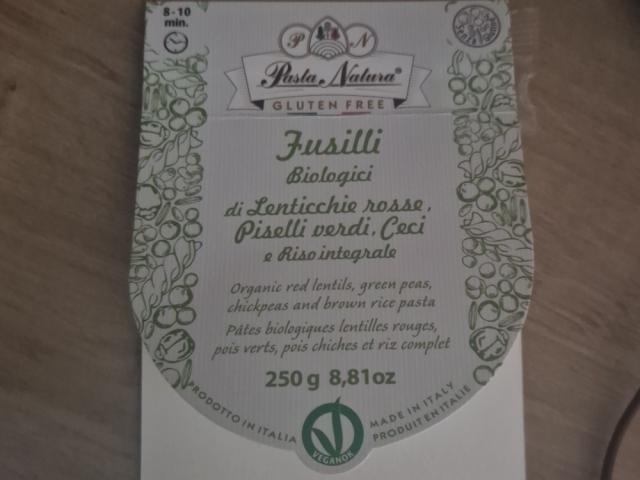 8-10
min.
P N
Pasta Natura®
GLUTEN FREE
Fusilli
Biologici
di Lenticchie rosse,
Piselli verdi, Ceci
e Riso integrale
Organic red lentils, green peas,
chickpeas and brown rice pasta
Pâtes biologiques lentilles rouges,
pois verts, pois chiches et riz complet
250 g 8,81oz
PRODOTTO IN ITALIA
MADE IN ITALY
PRODUIT EN ITALIE
VEGANOK